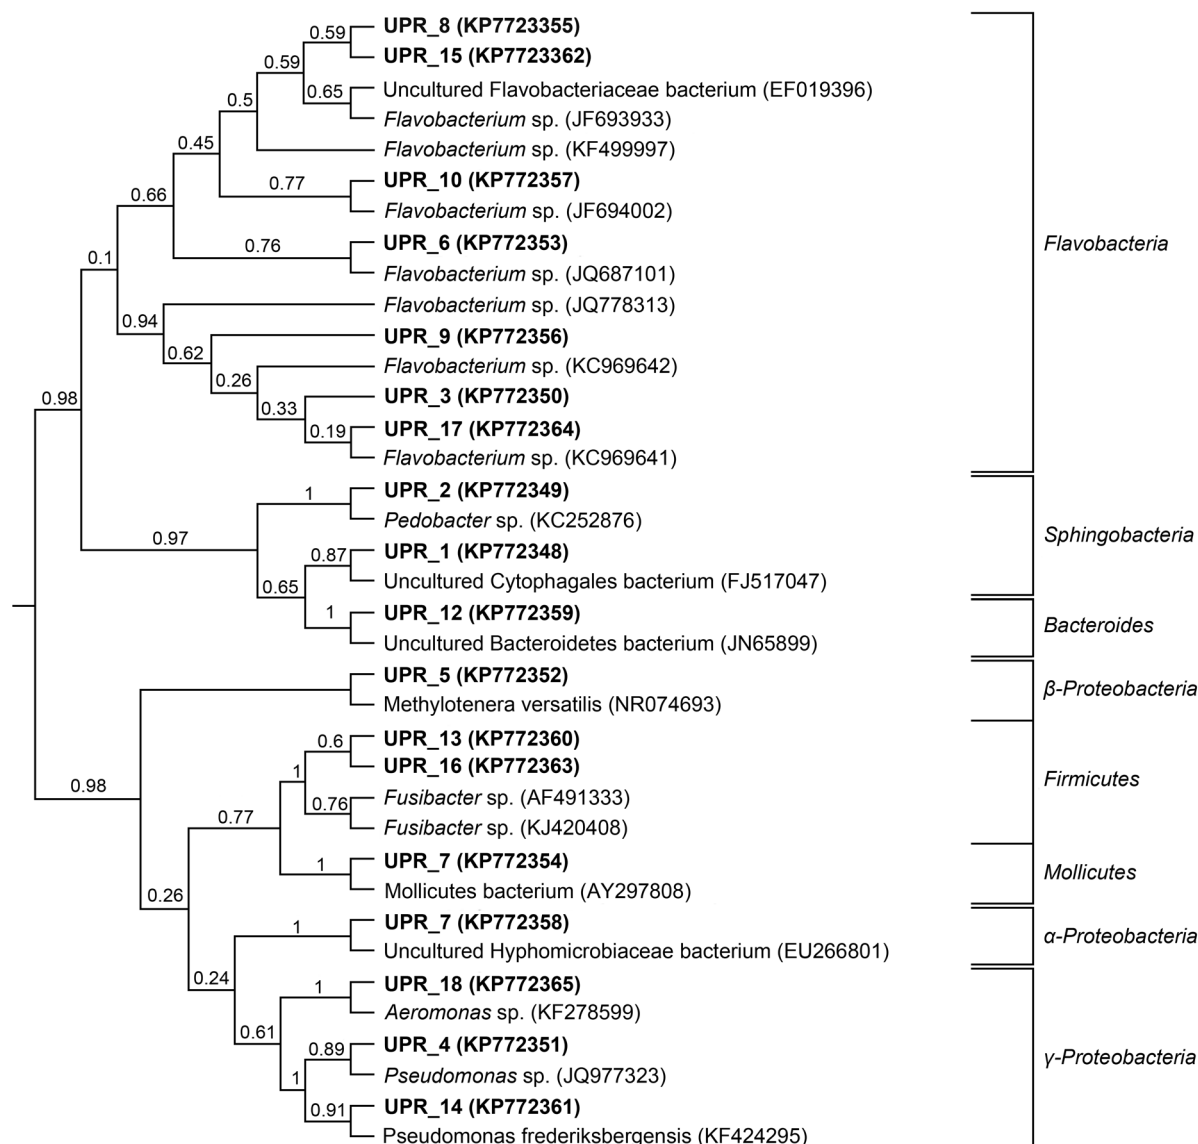 0.59
UPR_8 (KP7723355)
UPR_15 (KP7723362)
0.59
0.65
Uncultured Flavobacteriaceae bacterium (EF019396)
Flavobacterium sp. (JF693933)
0.5
Flavobacterium sp. (KF499997)
0.45
0.77
UPR_10 (KP772357)
Flavobacterium sp. (JF694002)
0.66
0.76
UPR_6 (KP772353)
Flavobacterium sp. (JQ687101)
Flavobacteria
0.1
Flavobacterium sp. (JQ778313)
0.94
UPR_9 (KP772356)
0.62
Flavobacterium sp. (KC969642)
0.26
UPR_3 (KP772350)
0.98
0.33
0.19
UPR_17 (KP772364)
Flavobacterium sp. (KC969641)
1
UPR_2 (KP772349)
Pedobacter sp. (KC252876)
Sphingobacteria
0.97
0.87
UPR_1 (KP772348)
Uncultured Cytophagales bacterium (FJ517047)
0.65
1
UPR_12 (KP772359)
Uncultured Bacteroidetes bacterium (JN65899)
Bacteroides
UPR_5 (KP772352)
Methylotenera versatilis (NR074693)
β-Proteobacteria
0.6
UPR_13 (KP772360)
UPR_16 (KP772363)
1
0.98
0.76
Fusibacter sp. (AF491333)
Fusibacter sp. (KJ420408)
Firmicutes
0.77
1
UPR_7 (KP772354)
Mollicutes bacterium (AY297808)
Mollicutes
0.26
1
UPR_7 (KP772358)
Uncultured Hyphomicrobiaceae bacterium (EU266801)
α-Proteobacteria
0.24
1
UPR_18 (KP772365)
Aeromonas sp. (KF278599)
0.61
0.89
UPR_4 (KP772351)
Pseudomonas sp. (JQ977323)
γ-Proteobacteria
1
0.91
UPR_14 (KP772361)
Pseudomonas frederiksbergensis (KF424295)